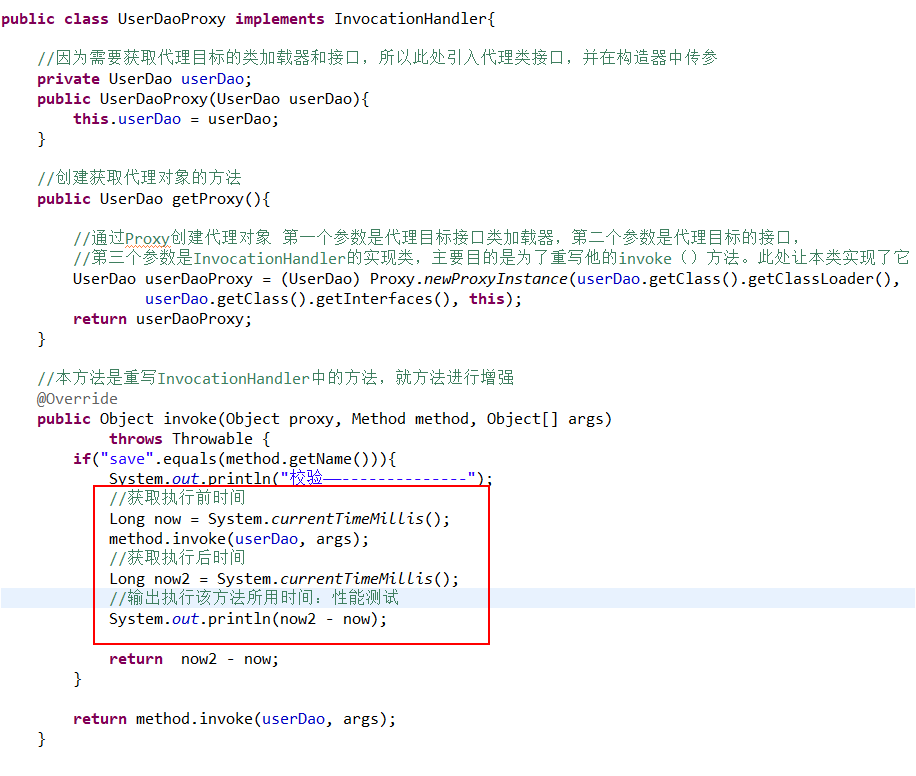 public class UserDaoProxy implements InvocationHandler{
//因为需要获取代理目标的类加载器和接口，所以此处引入代理类接口，并在构造器中传参
private UserDao userDao;
public UserDaoProxy(UserDao userDao){
this.userDao = userDao;
}
//创建获取代理对象的方法
public UserDao getProxy(){
//通过Proxy创建代理对象 第一个参数是代理目标接口类加载器，第二个参数是代理目标的接口，
//第三个参数是InvocationHandler的实现类，主要目的是为了重写他的invoke（）方法。此处让本类实现了它
UserDao userDaoProxy = (UserDao) Proxy.newProxyInstance(userDao.getClass().getClassLoader(),
userDao.getClass().getInterfaces(), this);
return userDaoProxy;
}
//本方法是重写InvocationHandler中的方法，就方法进行增强
@Override
public Object invoke(Object proxy, Method method, Object[] args)
throws Throwable {
if("save".equals(method.getName())){
System.out.println("校验——--------------");
//获取执行前时间
Long now = System.currentTimeMillis();
method.invoke(userDao, args);
//获取执行后时间
Long now2 = System.currentTimeMillis();
//输出执行该方法所用时间：性能测试
System.out.println(now2 - now);
return  now2 - now;
}
return method.invoke(userDao, args);
}